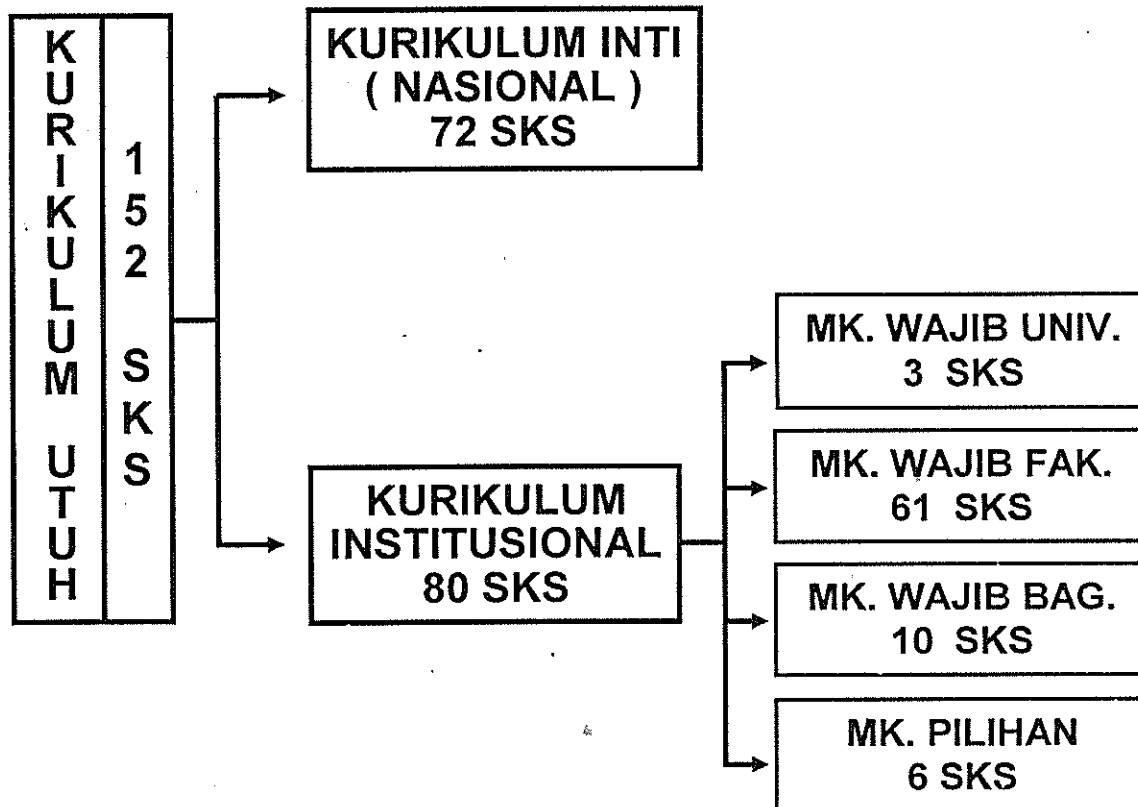 KURIKULUM UTUH
152 SKS
KURIKULUM INTI
( NASIONAL )
72 SKS
KURIKULUM
INSTITUSIONAL
80 SKS
MK. WAJIB UNIV.
3 SKS
MK. WAJIB FAK.
61 SKS
MK. WAJIB BAG.
10 SKS
MK. PILIHAN
6 SKS